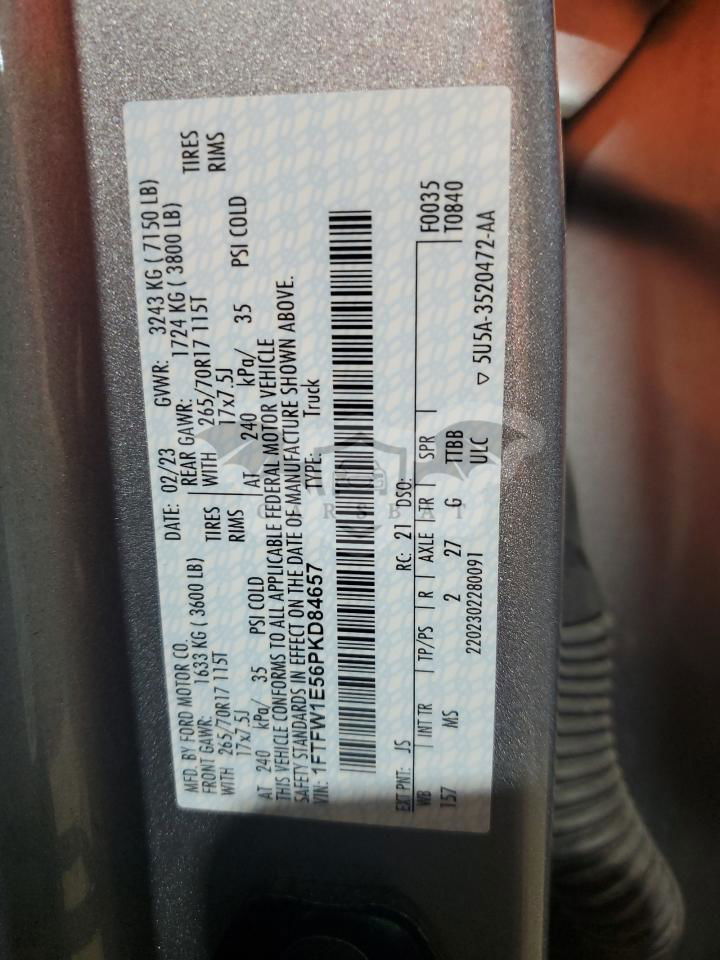 MFD. BY FORD MOTOR CO. DATE: 02/23 GVWR: 3243 KG ( 7150 LB)
FRONT GAWR: 1633 KG ( 3600 LB) REAR GAWR: 1724 KG ( 3800 LB)
WITH 265/70R17 115T TIRES WITH 265/70R17 115T TIRES
17x7.5J RIMS 17x7.5J RIMS
AT 240 kPa/ 35 PSI COLD AT 240 kPa/ 35 PSI COLD
THIS VEHICLE CONFORMS TO ALL APPLICABLE FEDERAL MOTOR VEHICLE
SAFETY STANDARDS IN EFFECT ON THE DATE OF MANUFACTURE SHOWN ABOVE.
VIN: 1FTFW1E56PKD84657 TYPE: Truck
EXT PNT: JS RC: 21 DSO: F0035
WB INT TR TP/PS R AXLE TR SPR T0840
157 MS 2 27 G TTBB
2202302280091 ULC ▽ 5U5A-3520472-AA
CARSBAT